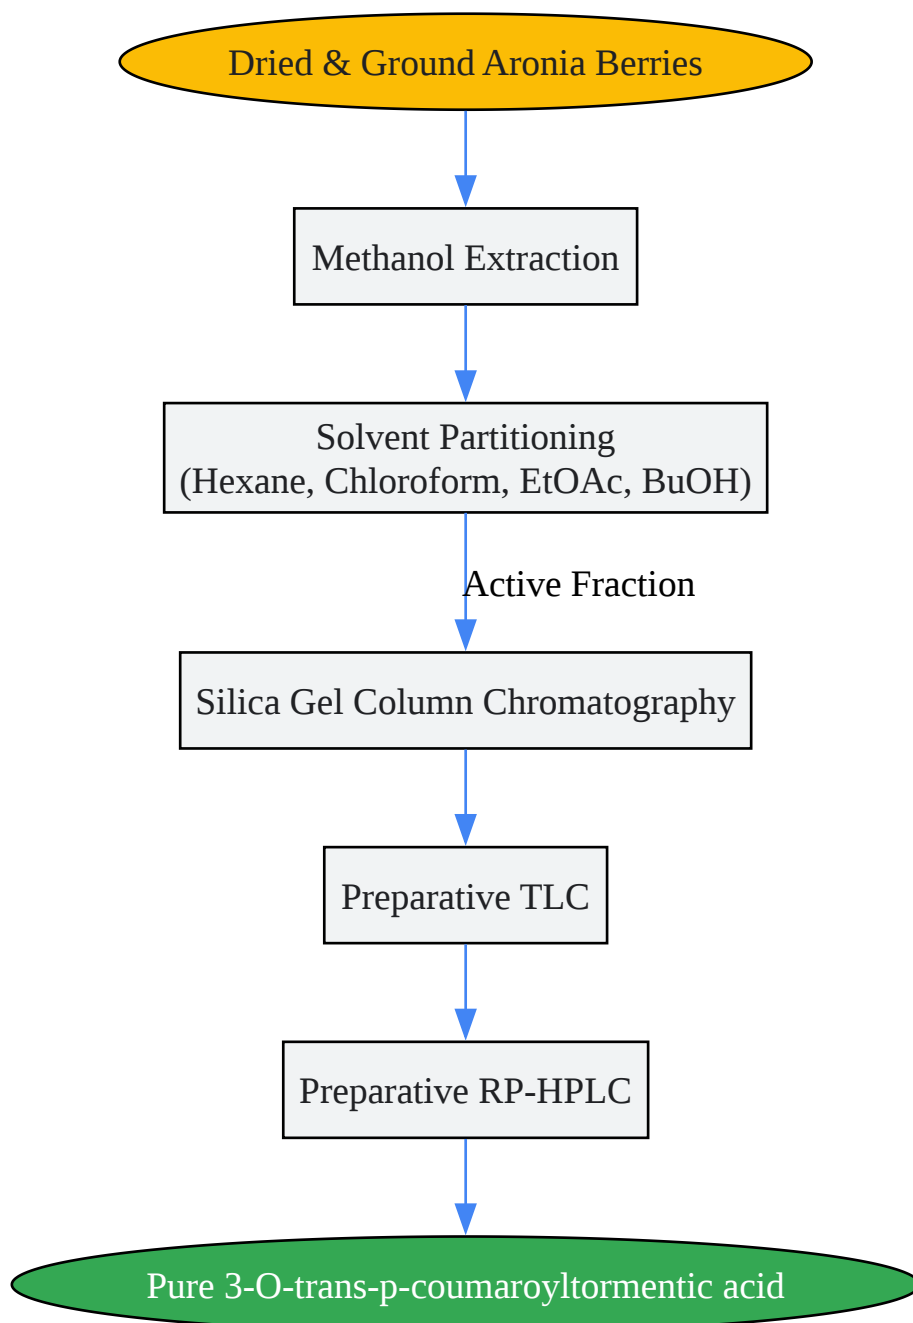 Dried & Ground Aronia Berries
Methanol Extraction
Solvent Partitioning
(Hexane, Chloroform, EtOAc, BuOH)
Active Fraction
Silica Gel Column Chromatography
Preparative TLC
Preparative RP-HPLC
Pure 3-O-trans-p-coumaroyltormentic acid